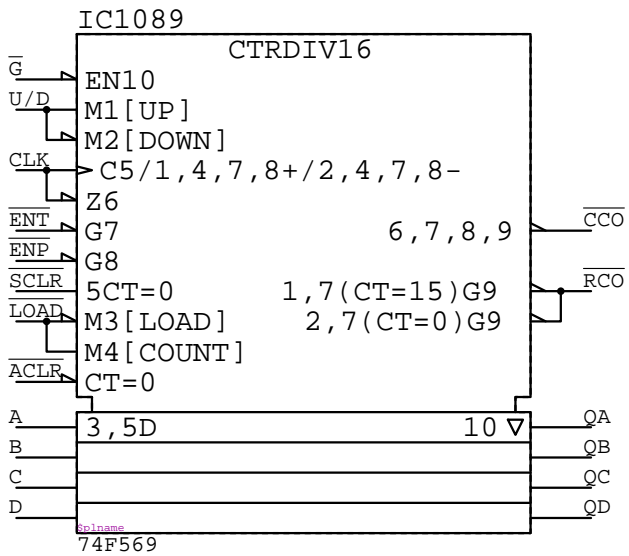 IC1089
CTRDIV16
G
EN10
U/D
M1[UP]
M2[DOWN]
CLK
C5/1,4,7,8+/2,4,7,8-
Z6
ENT
G7
6,7,8,9
CCO
ENP
G8
SCLR
5CT=0
1,7(CT=15)G9
RCO
LOAD
M3[LOAD]
2,7(CT=0)G9
M4[COUNT]
ACLR
CT=0
A
3,5D
10
QA
B
QB
C
QC
D
QD
Splname
74F569